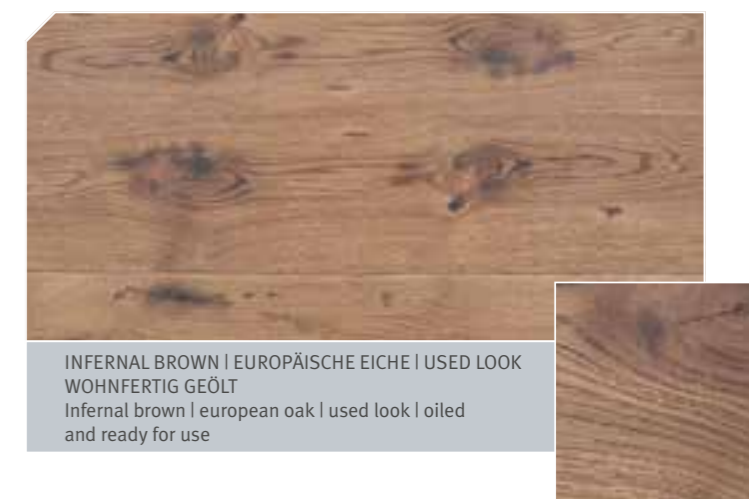 INFERNAL BROWN | EUROPÄISCHE EICHE | USED LOOK
WOHNFERTIG GEÖLT
Infernal brown | european oak | used look | oiled
and ready for use